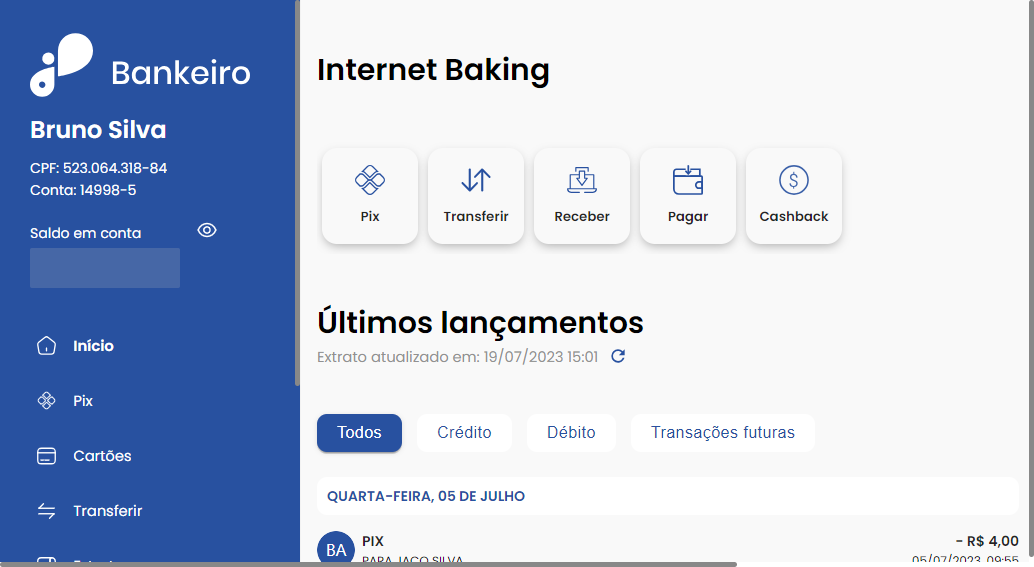 Bankeiro
Bruno Silva
CPF: 523.064.318-84
Conta: 14998-5
Saldo em conta
Início
Pix
Cartões
Transferir
Internet Baking
Pix
Transferir
Receber
Pagar
Cashback
Últimos lançamentos
Extrato atualizado em: 19/07/2023 15:01
Todos
Crédito
Débito
Transações futuras
QUARTA-FEIRA, 05 DE JULHO
BA
PIX
- R$ 4,00
PARA JACO SILVA
05/07/2023, 09:55